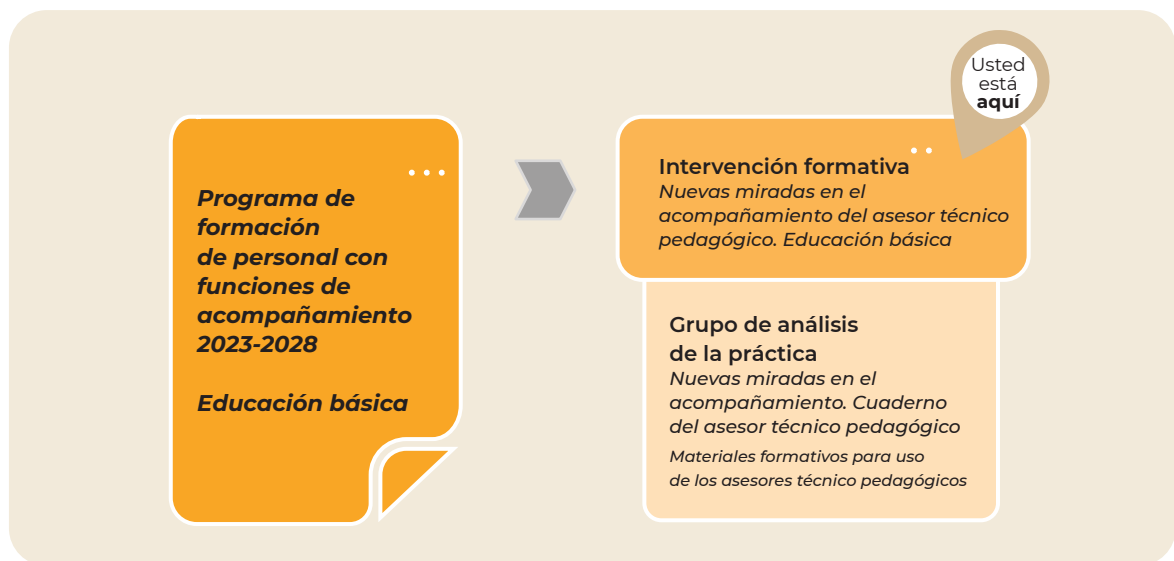 Usted
está
aquí
Programa de
formación
de personal con
funciones de
acompañamiento
2023-2028
Educación básica
Intervención formativa
Nuevas miradas en el
acompañamiento del asesor técnico
pedagógico. Educación básica
Grupo de análisis
de la práctica
Nuevas miradas en el
acompañamiento. Cuaderno
del asesor técnico pedagógico
Materiales formativos para uso
de los asesores técnico pedagógicos